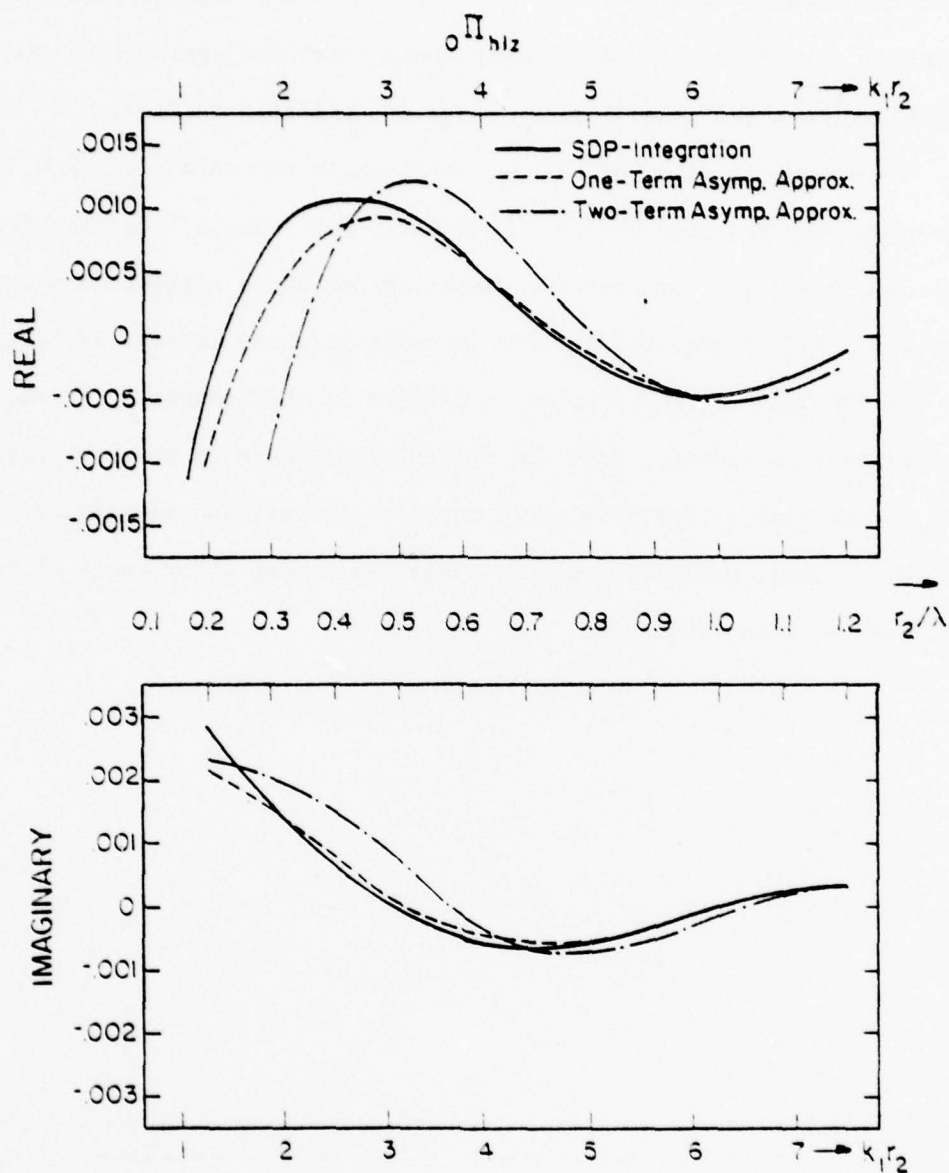 ₀Π hlz
1 2 3 4 5 6 7 → k₁r₂
.0015
.0010
.0005
0
-.0005
-.0010
-.0015
REAL
SDP-Integration
One-Term Asymp. Approx.
Two-Term Asymp. Approx.
0.1 0.2 0.3 0.4 0.5 0.6 0.7 0.8 0.9 1.0 1.1 1.2 → r₂/λ
.003
.002
.001
0
-.001
-.002
-.003
IMAGINARY
1 2 3 4 5 6 7 → k₁r₂